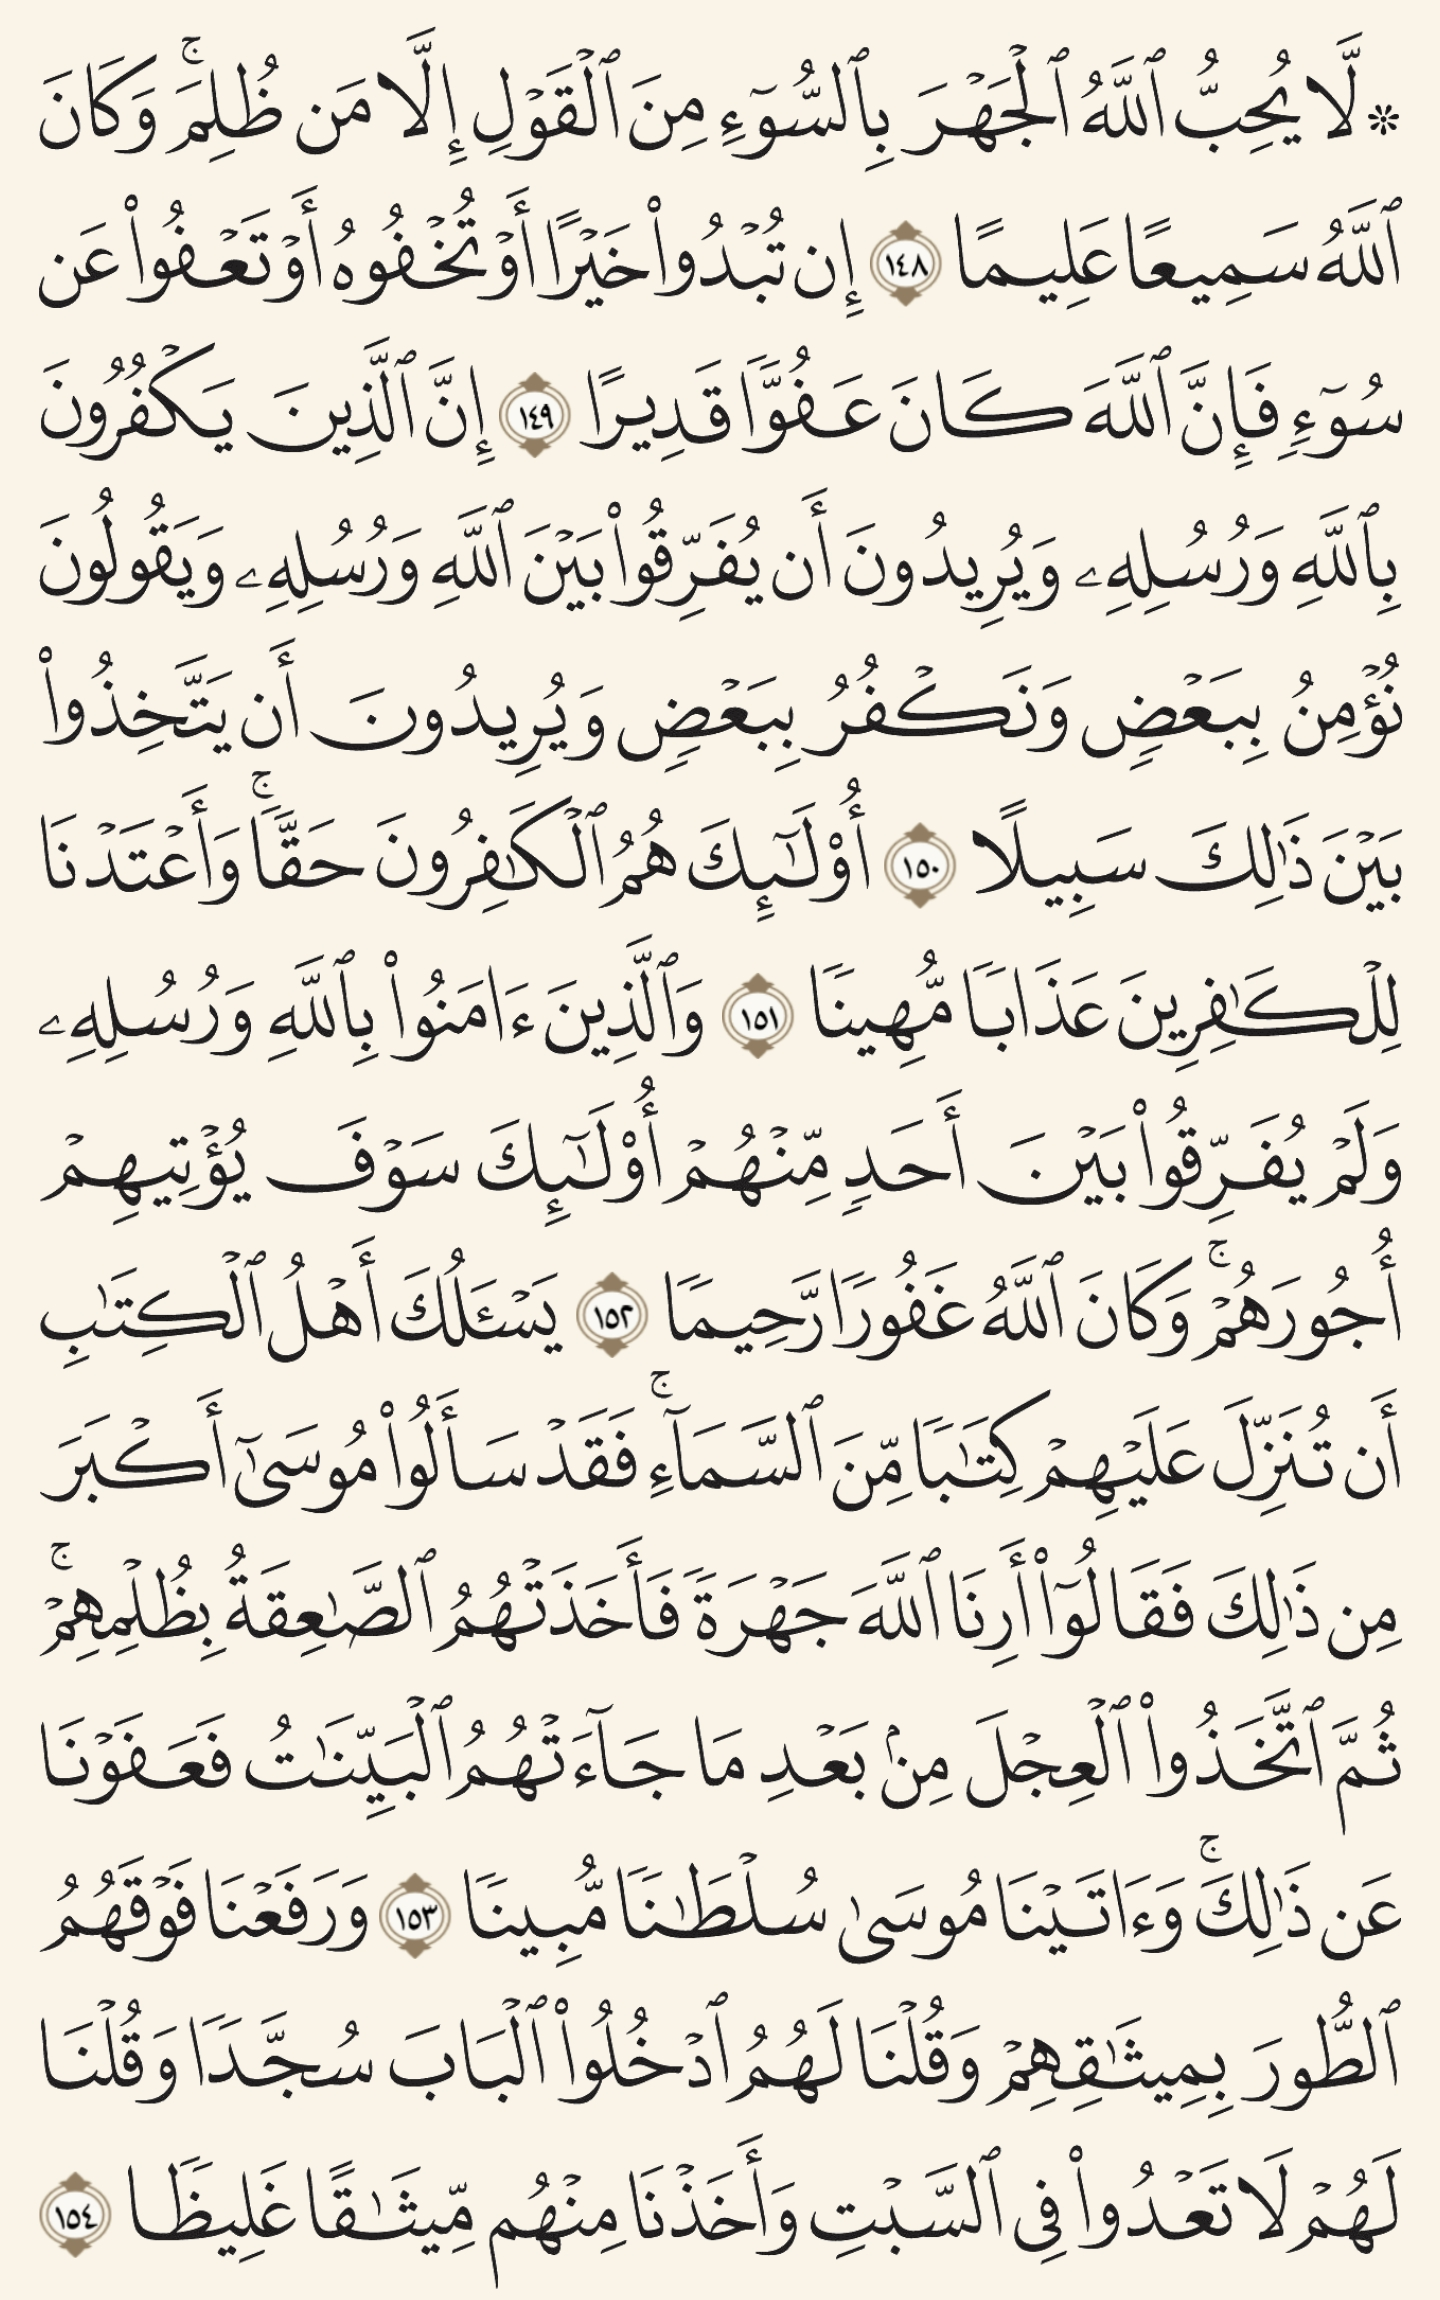 ۞ لَّا يُحِبُّ ٱللَّهُ ٱلْجَهْرَ بِٱلسُّوٓءِ مِنَ ٱلْقَوْلِ إِلَّا مَن ظُلِمَ ۚ وَكَانَ
ٱللَّهُ سَمِيعًا عَلِيمًا ١٤٨ إِن تُبْدُوا۟ خَيْرًا أَوْ تُخْفُوهُ أَوْ تَعْفُوا۟ عَن
سُوٓءٍ فَإِنَّ ٱللَّهَ كَانَ عَفُوًّا قَدِيرًا ١٤٩ إِنَّ ٱلَّذِينَ يَكْفُرُونَ
بِٱللَّهِ وَرُسُلِهِۦ وَيُرِيدُونَ أَن يُفَرِّقُوا۟ بَيْنَ ٱللَّهِ وَرُسُلِهِۦ وَيَقُولُونَ
نُؤْمِنُ بِبَعْضٍ وَنَكْفُرُ بِبَعْضٍ وَيُرِيدُونَ أَن يَتَّخِذُوا۟
بَيْنَ ذَٰلِكَ سَبِيلًا ١٥٠ أُو۟لَـٰٓئِكَ هُمُ ٱلْكَـٰفِرُونَ حَقًّا ۚ وَأَعْتَدْنَا
لِلْكَـٰفِرِينَ عَذَابًا مُّهِينًا ١٥١ وَٱلَّذِينَ ءَامَنُوا۟ بِٱللَّهِ وَرُسُلِهِۦ
وَلَمْ يُفَرِّقُوا۟ بَيْنَ أَحَدٍ مِّنْهُمْ أُو۟لَـٰٓئِكَ سَوْفَ يُؤْتِيهِمْ
أُجُورَهُمْ ۚ وَكَانَ ٱللَّهُ غَفُورًا رَّحِيمًا ١٥٢ يَسْـَٔلُكَ أَهْلُ ٱلْكِتَـٰبِ
أَن تُنَزِّلَ عَلَيْهِمْ كِتَـٰبًا مِّنَ ٱلسَّمَآءِ ۚ فَقَدْ سَأَلُوا۟ مُوسَىٰٓ أَكْبَرَ
مِن ذَٰلِكَ فَقَالُوٓا۟ أَرِنَا ٱللَّهَ جَهْرَةً فَأَخَذَتْهُمُ ٱلصَّـٰعِقَةُ بِظُلْمِهِمْ ۚ
ثُمَّ ٱتَّخَذُوا۟ ٱلْعِجْلَ مِنۢ بَعْدِ مَا جَآءَتْهُمُ ٱلْبَيِّنَـٰتُ فَعَفَوْنَا
عَن ذَٰلِكَ ۚ وَءَاتَيْنَا مُوسَىٰ سُلْطَـٰنًا مُّبِينًا ١٥٣ وَرَفَعْنَا فَوْقَهُمُ
ٱلطُّورَ بِمِيثَـٰقِهِمْ وَقُلْنَا لَهُمُ ٱدْخُلُوا۟ ٱلْبَابَ سُجَّدًا وَقُلْنَا
لَهُمْ لَا تَعْدُوا۟ فِى ٱلسَّبْتِ وَأَخَذْنَا مِنْهُم مِّيثَـٰقًا غَلِيظًا ١٥٤